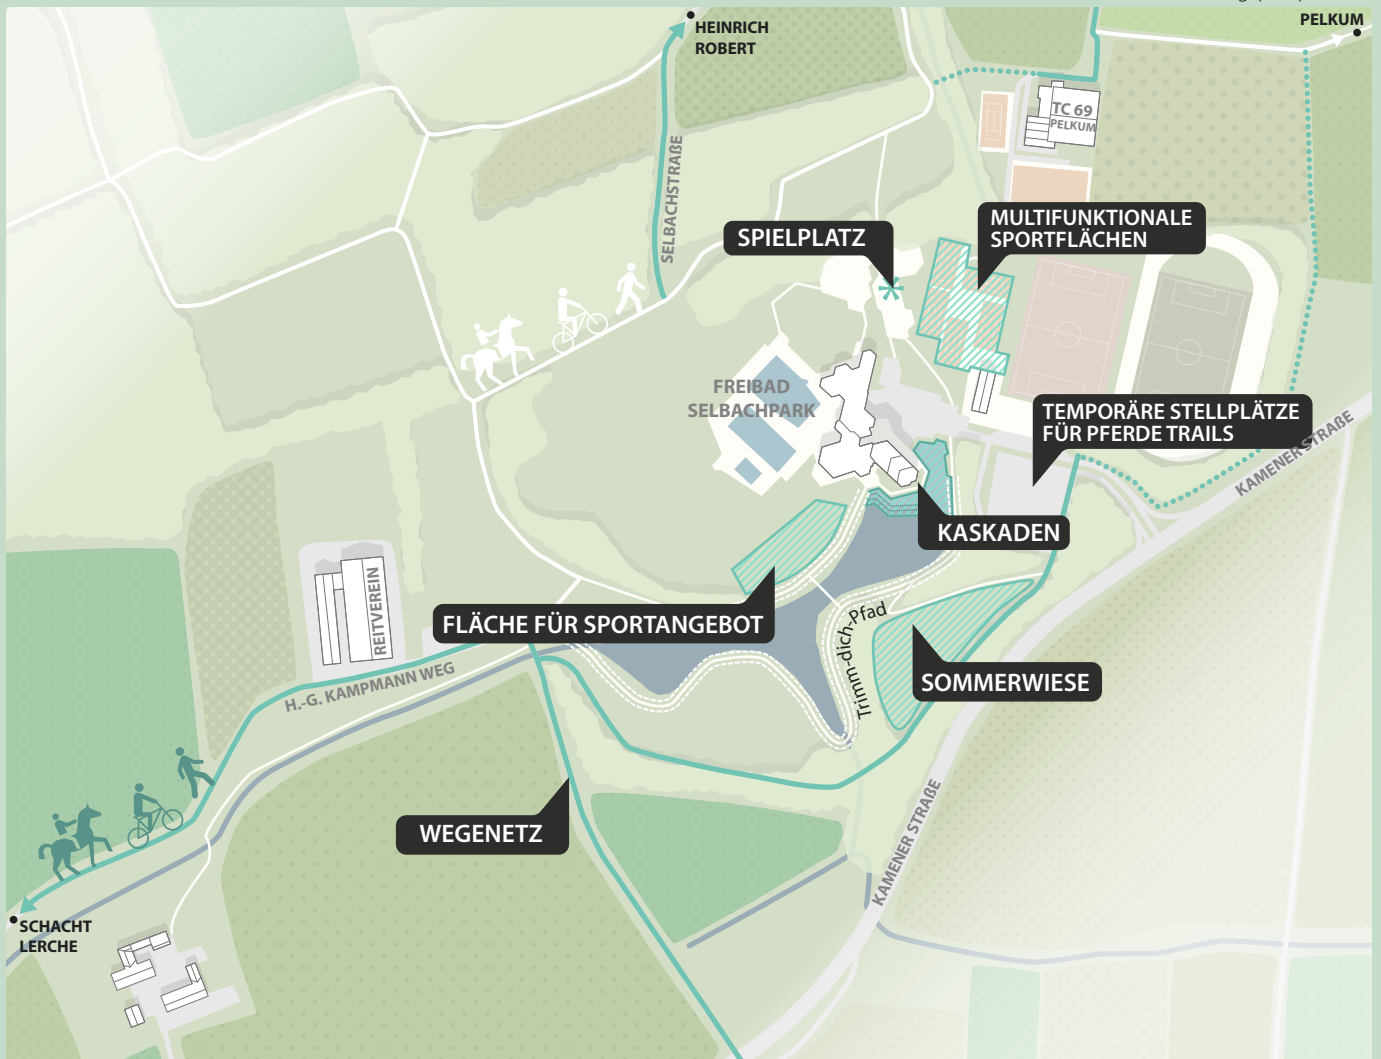 PELKUM
HEINRICH
ROBERT
TC 69
PELKUM
SELBACHSTRAßE
SPIELPLATZ
MULTIFUNKTIONALE
SPORTFLÄCHEN
FREIBAD
SELBACHPARK
TEMPORÄRE STELLPLÄTZE
FÜR PFERDE TRAILS
KAMENER STRAßE
KASKADEN
REITVEREIN
FLÄCHE FÜR SPORTANGEBOT
Trimm-dich-Pfad
H.-G. KAMPMANN WEG
SOMMERWIESE
WEGENETZ
KAMENER STRAßE
SCHACHT
LERCHE